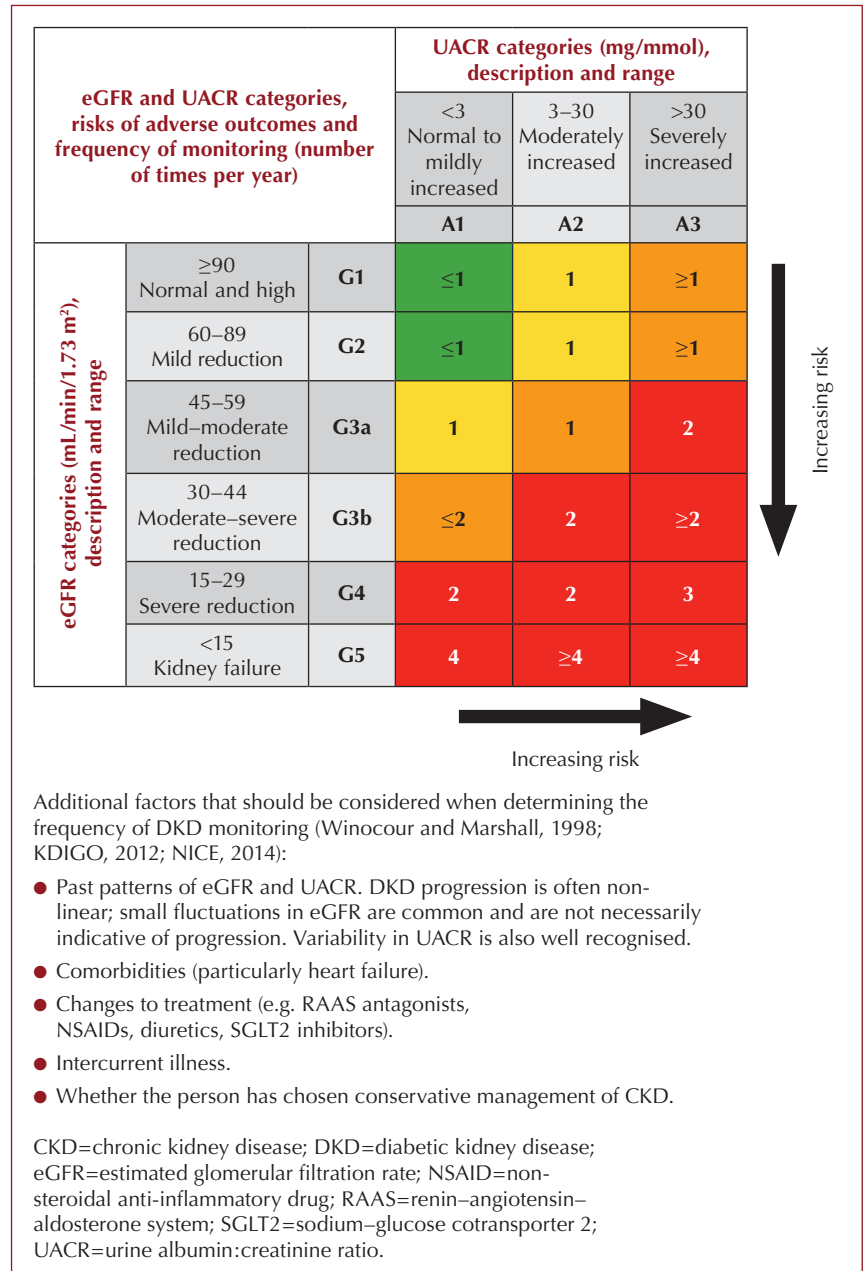 eGFR and UACR categories,
risks of adverse outcomes and
frequency of monitoring (number
of times per year)
UACR categories (mg/mmol),
description and range
<3
Normal to
mildly
increased
3–30
Moderately
increased
>30
Severely
increased
A1
A2
A3
eGFR categories (mL/min/1.73 m²),
description and range
≥90
Normal and high
G1
≤1
1
≥1
60–89
Mild reduction
G2
≤1
1
≥1
45–59
Mild–moderate
reduction
G3a
1
1
2
30–44
Moderate–severe
reduction
G3b
≤2
2
≥2
15–29
Severe reduction
G4
2
2
3
<15
Kidney failure
G5
4
≥4
≥4
Increasing risk
Increasing risk
Additional factors that should be considered when determining the
frequency of DKD monitoring (Winocour and Marshall, 1998;
KDIGO, 2012; NICE, 2014):
● Past patterns of eGFR and UACR. DKD progression is often non-
linear; small fluctuations in eGFR are common and are not necessarily
indicative of progression. Variability in UACR is also well recognised.
● Comorbidities (particularly heart failure).
● Changes to treatment (e.g. RAAS antagonists,
NSAIDs, diuretics, SGLT2 inhibitors).
● Intercurrent illness.
● Whether the person has chosen conservative management of CKD.
CKD=chronic kidney disease; DKD=diabetic kidney disease;
eGFR=estimated glomerular filtration rate; NSAID=non-
steroidal anti-inflammatory drug; RAAS=renin–angiotensin–
aldosterone system; SGLT2=sodium–glucose cotransporter 2;
UACR=urine albumin:creatinine ratio.